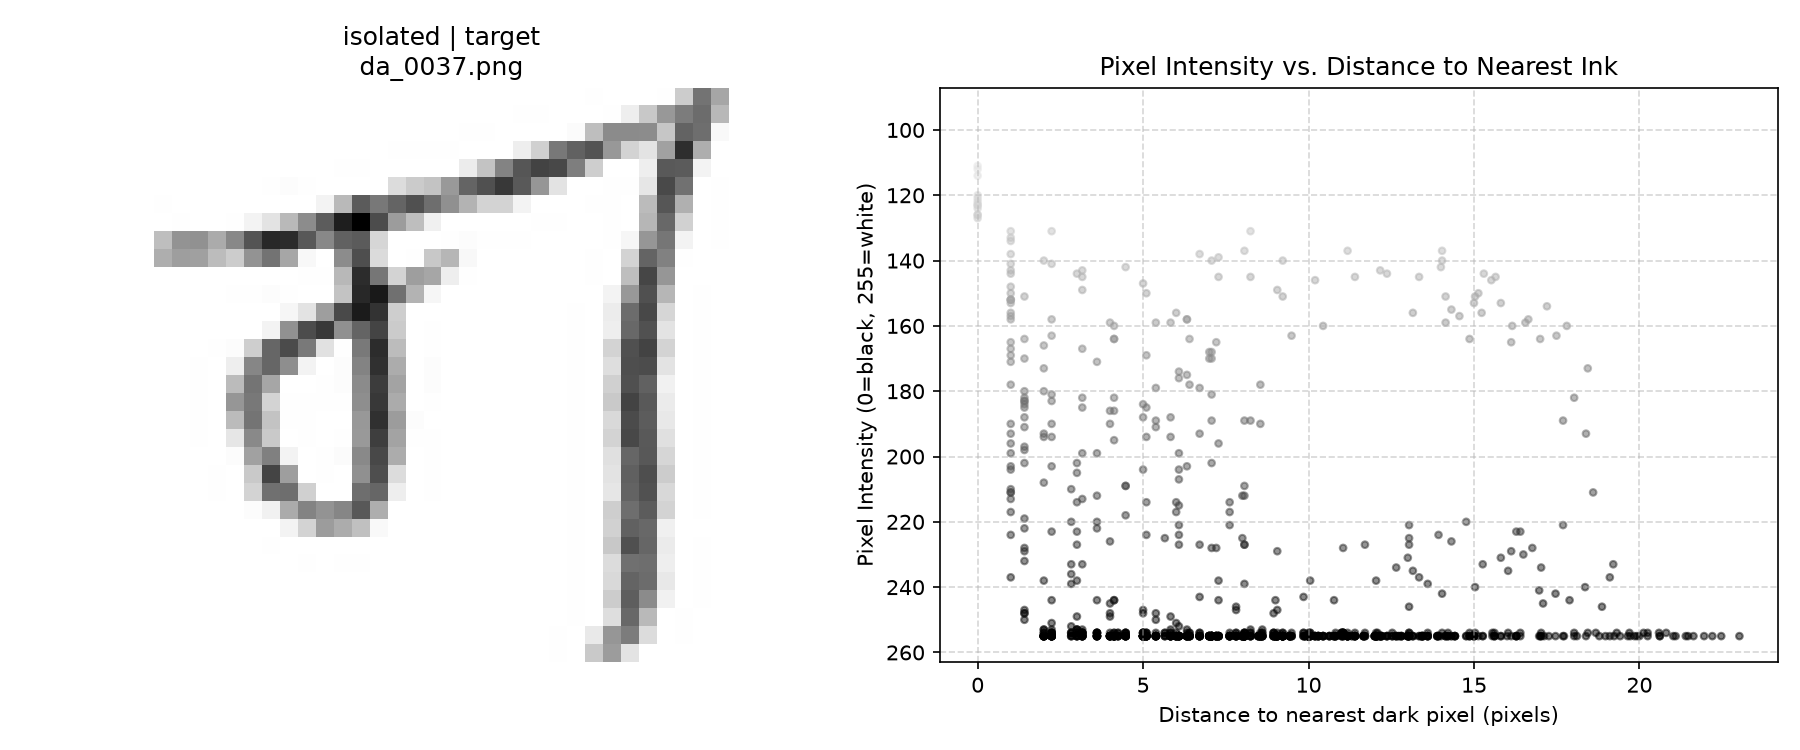 isolated | target
da_0037.png
Pixel Intensity vs. Distance to Nearest Ink
Pixel Intensity (0=black, 255=white)
100
120
140
160
180
200
220
240
260
0 5 10 15 20
Distance to nearest dark pixel (pixels)